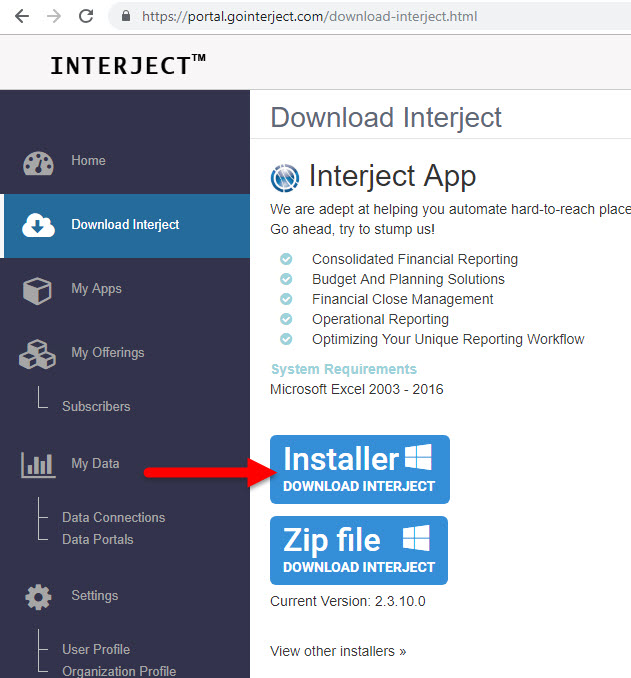 https://portal.gointerject.com/download-interject.html
INTERJECT™
Home
Download Interject
My Apps
My Offerings
Subscribers
My Data
Data Connections
Data Portals
Settings
User Profile
Organization Profile
Download Interject
Interject App
We are adept at helping you automate hard-to-reach place
Go ahead, try to stump us!
Consolidated Financial Reporting
Budget And Planning Solutions
Financial Close Management
Operational Reporting
Optimizing Your Unique Reporting Workflow
System Requirements
Microsoft Excel 2003 - 2016
Installer
DOWNLOAD INTERJECT
Zip file
DOWNLOAD INTERJECT
Current Version: 2.3.10.0
View other installers »